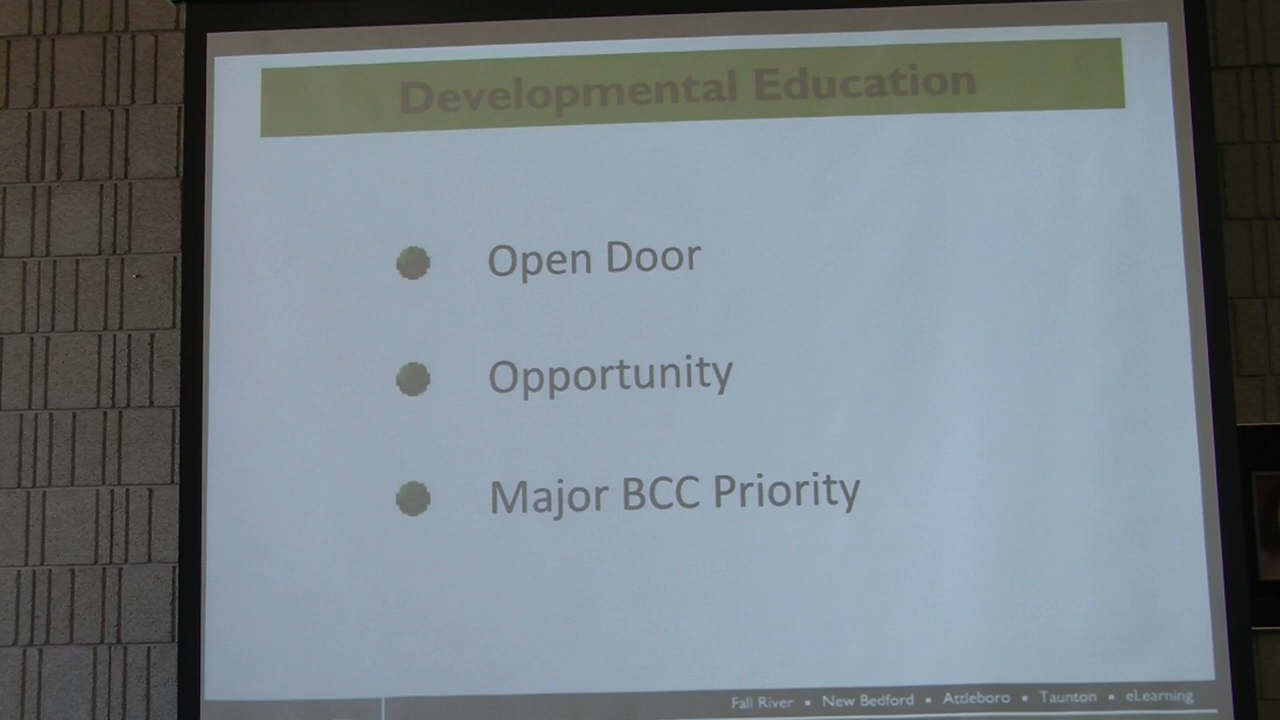 Developmental Education
Open Door
Opportunity
Major BCC Priority
Fall River ▪ New Bedford ▪ Attleboro ▪ Taunton ▪ eLearning